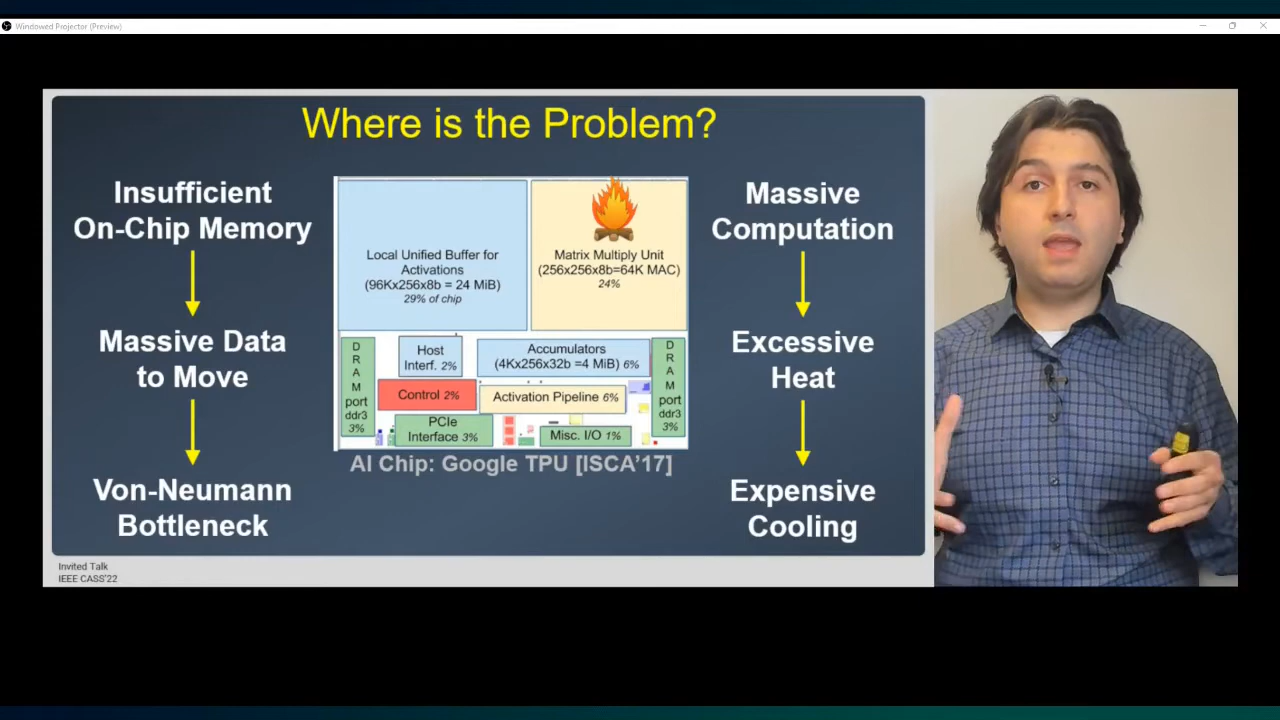 Windowed Projector (Preview)
Where is the Problem?
Insufficient
On-Chip Memory
Massive Data
to Move
Von-Neumann
Bottleneck
Local Unified Buffer for
Activations
(96Kx256x8b = 24 MiB)
29% of chip
Matrix Multiply Unit
(256x256x8b=64K MAC)
24%
D
R
A
M
port
ddr3
3%
Host
Interf. 2%
Accumulators
(4Kx256x32b =4 MiB) 6%
Control 2%
Activation Pipeline 6%
PCIe
Interface 3%
Misc. I/O 1%
D
R
A
M
port
ddr3
3%
AI Chip: Google TPU [ISCA'17]
Massive
Computation
Excessive
Heat
Expensive
Cooling
Invited Talk
IEEE CASS'22